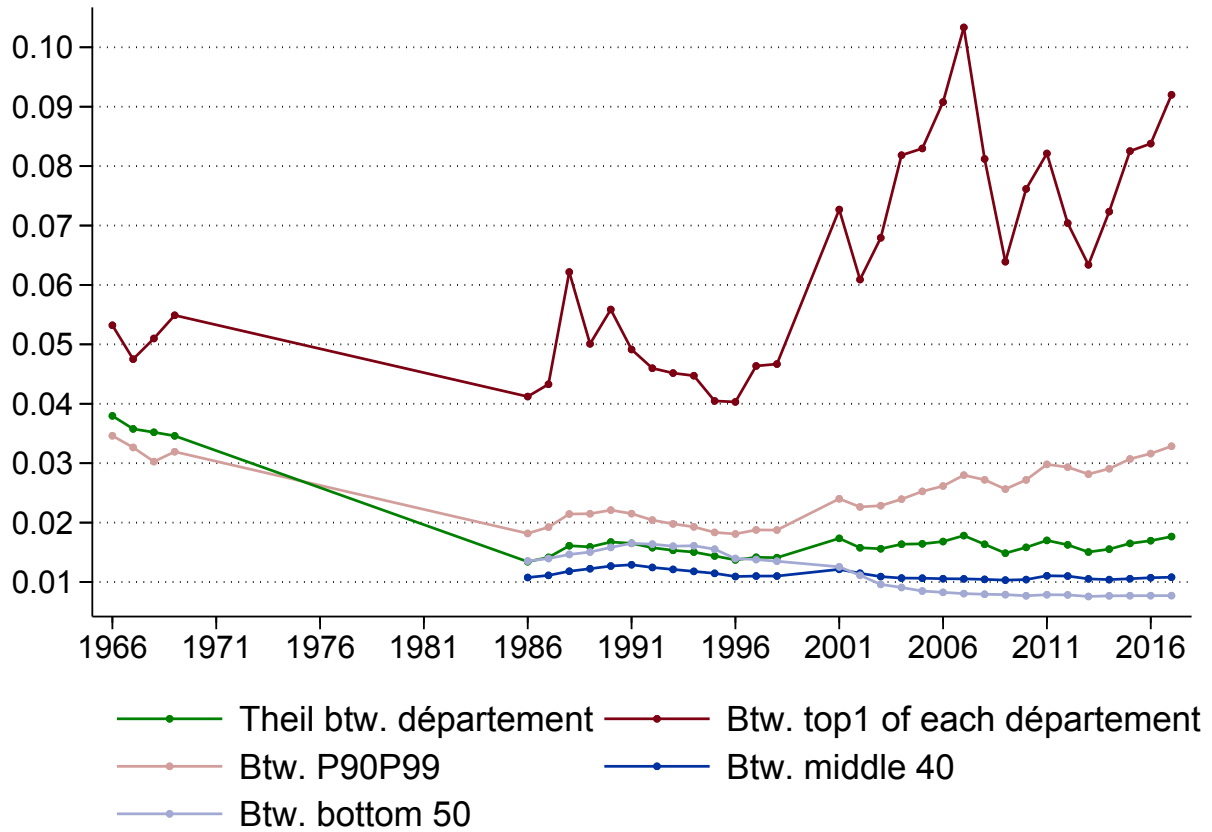 0.10
0.09
0.08
0.07
0.06
0.05
0.04
0.03
0.02
0.01
1966 1971 1976 1981 1986 1991 1996 2001 2006 2011 2016
Theil btw. département Btw. top1 of each département
Btw. P90P99 Btw. middle 40
Btw. bottom 50